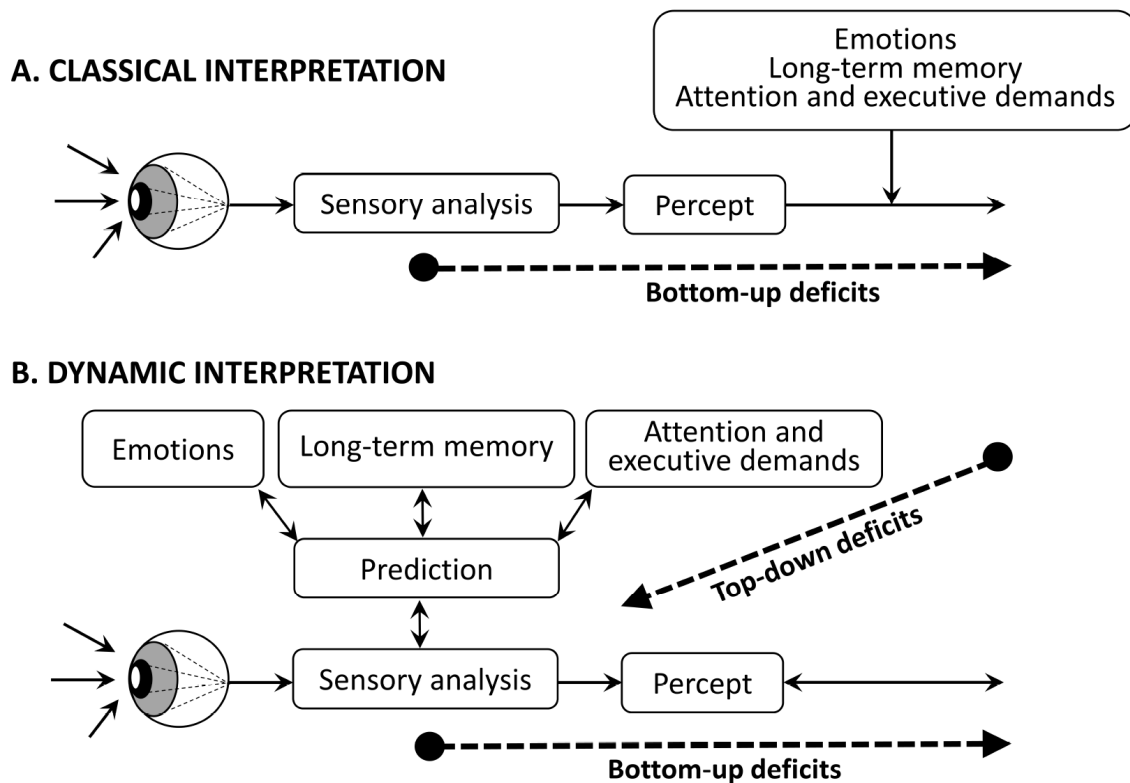 A. CLASSICAL INTERPRETATION
Emotions
Long-term memory
Attention and executive demands
Sensory analysis
Percept
Bottom-up deficits
B. DYNAMIC INTERPRETATION
Emotions
Long-term memory
Attention and
executive demands
Prediction
Top-down deficits
Sensory analysis
Percept
Bottom-up deficits